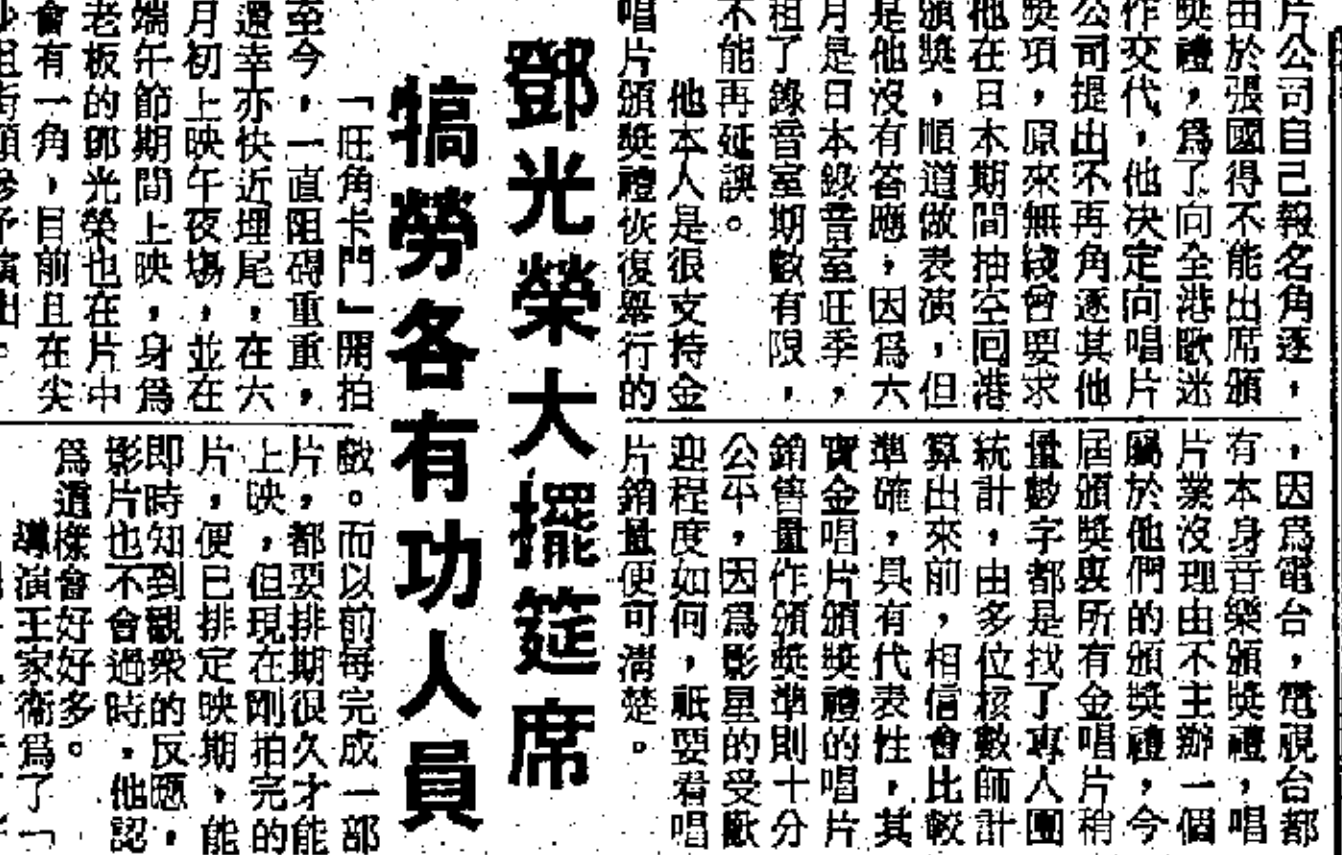 片公司自己報名角逐，
由於張國得不能出席頒
獎禮，爲了向全港歌迷
作交代，他决定向唱片
公司提出不再角逐其他
獎項，原來無綫曾要求
他在日本期間抽空回港
頒獎，順道做表演，但
是他沒有答應，因爲六
月是日本錄音室旺季，
租了錄音室期數有限，
不能再延誤。
他本人是很支持金
唱片頒獎禮恢復舉行的
，因爲電台，電視台都
有本身音樂頒獎禮，唱
片業沒理由不主辦一個
屬於他們的頒獎禮，今
屆頒獎裏所有金唱片稍
量數字都是找了專人團
統計，由多位核數師計
算出來前，相信會比較
準確，具有代表性，其
實金唱片頒獎禮的唱片
銷售量作頒獎準則十分
公平，因爲影星的受歡
迎程度如何，祇要看唱
片銷量便可淸楚。
鄧光榮大擺筵席
犒勞各有功人員
「旺角卡門」開拍
至今，一直阻碍重重，
還幸亦快近埋尾，在六
月初上映午夜塲，並在
端午節期間上映，身爲
老板的鄧光榮也在片中
會有一角，目前且在尖
戲。而以前每完成一部
片，都要排期很久才能
上映，但現在剛拍完的
片，便已排定映期，能
即時知到觀衆的反應，
影片也不會過時，他認
爲這樣會好好多。
導演王家衞爲了「